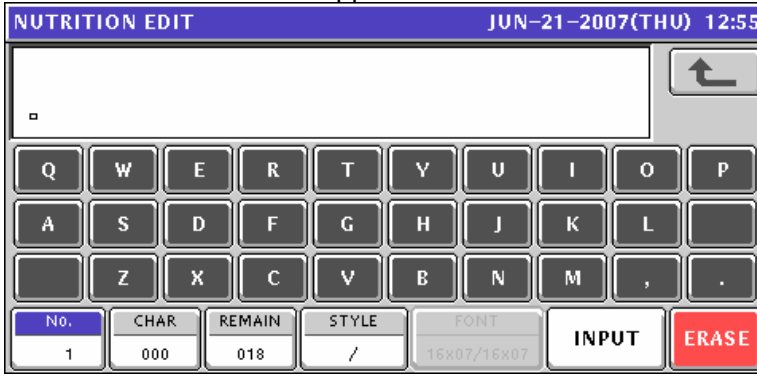 NUTRITION EDIT JUN-21-2007(THU) 12:55
Q W E R T Y U I O P
A S D F G H J K L
Z X C V B N M , .
No. CHAR REMAIN STYLE FONT INPUT ERASE
1 000 018 / 16x07/16x07